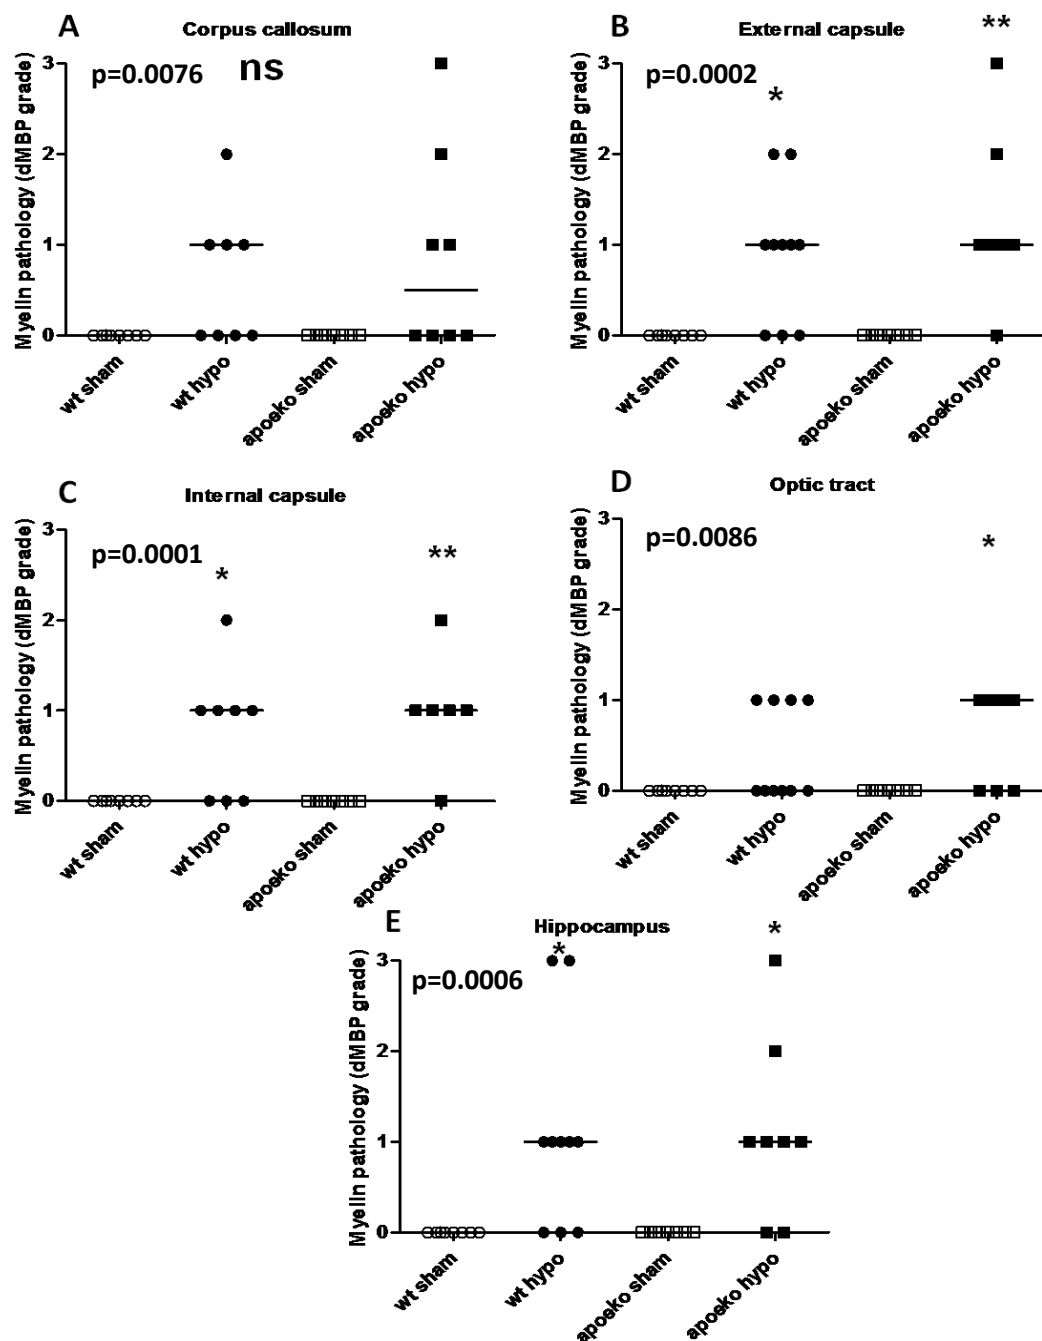 A
Corpus callosum
p=0.0076
ns
Myelin pathology (dMBP grade)
3
2
1
0
wt sham
wt hypo
apoeko sham
apoeko hypo
B
External capsule
**
p=0.0002
*
Myelin pathology (dMBP grade)
3
2
1
0
wt sham
wt hypo
apoeko sham
apoeko hypo
C
Internal capsule
p=0.0001
*
**
Myelin pathology (dMBP grade)
3
2
1
0
wt sham
wt hypo
apoeko sham
apoeko hypo
D
Optic tract
p=0.0086
*
Myelin pathology (dMBP grade)
3
2
1
0
wt sham
wt hypo
apoeko sham
apoeko hypo
E
Hippocampus
*
*
p=0.0006
Myelin pathology (dMBP grade)
3
2
1
0
wt sham
wt hypo
apoeko sham
apoeko hypo